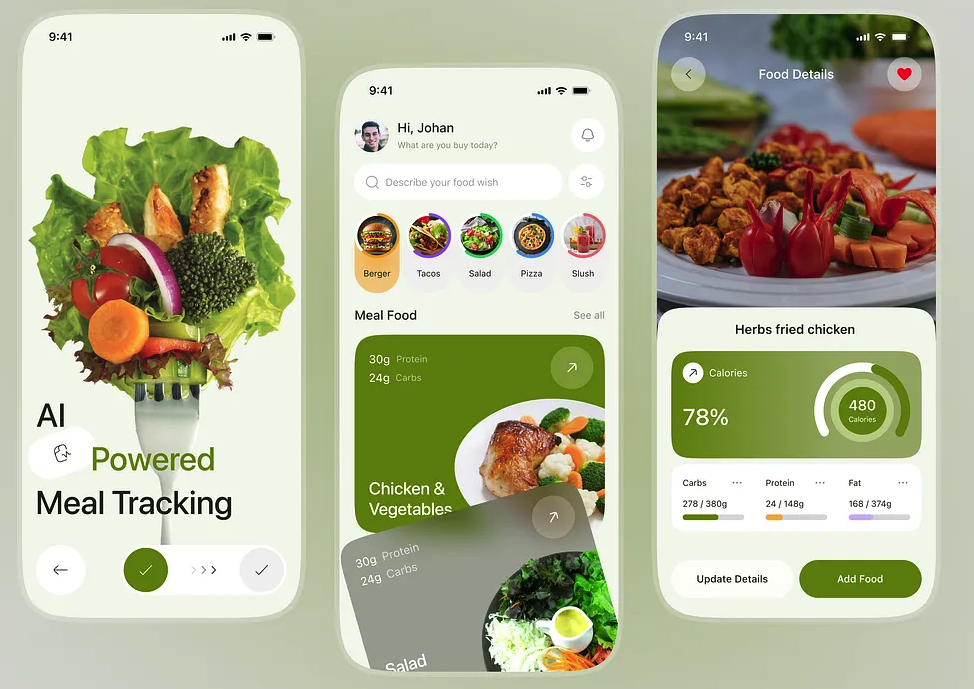 9:41
AI
Powered
Meal Tracking
9:41
Hi, Johan
What are you buy today?
Describe your food wish
Berger
Tacos
Salad
Pizza
Slush
Meal Food
See all
30g Protein
24g Carbs
Chicken &
Vegetables
30g Protein
24g Carbs
Salad
9:41
Food Details
Herbs fried chicken
Calories
78%
480
Calories
Carbs
Protein
Fat
278 / 380g
24 / 148g
168 / 374g
Update Details
Add Food